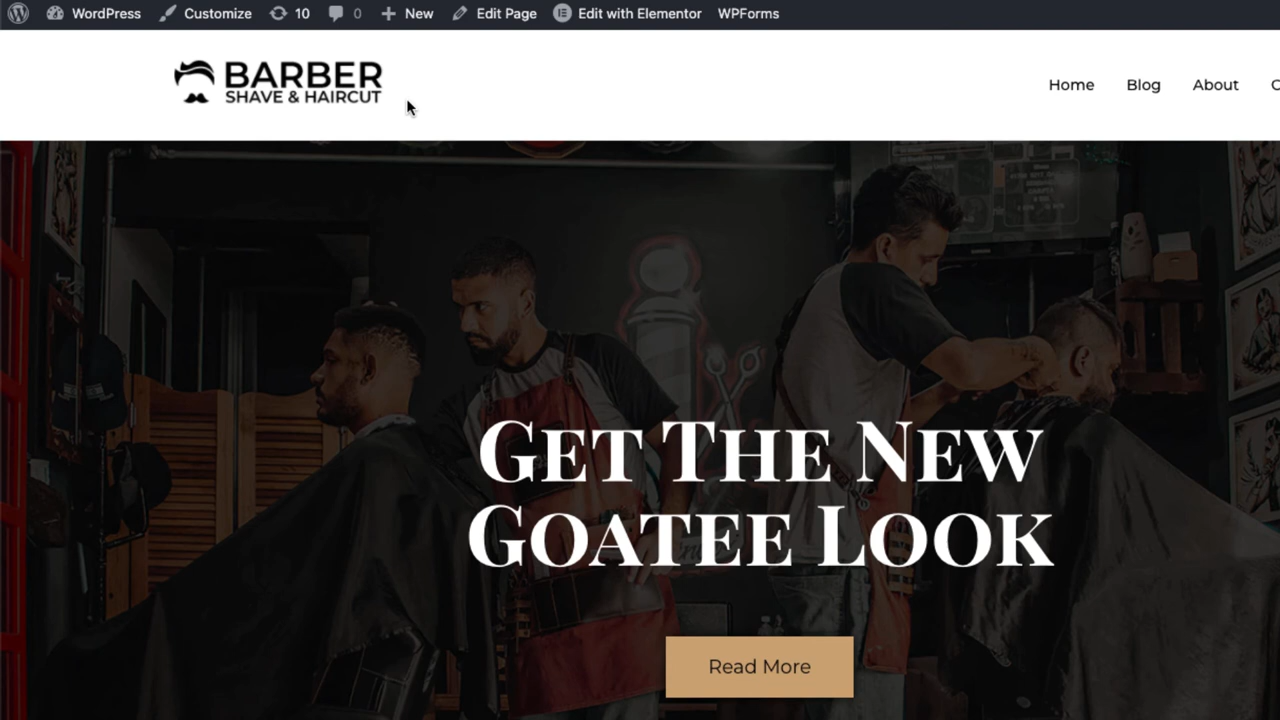 WordPress Customize 10 0 New Edit Page Edit with Elementor WPForms
BARBER
SHAVE & HAIRCUT
Home Blog About
GET THE NEW
GOATEE LOOK
Read More